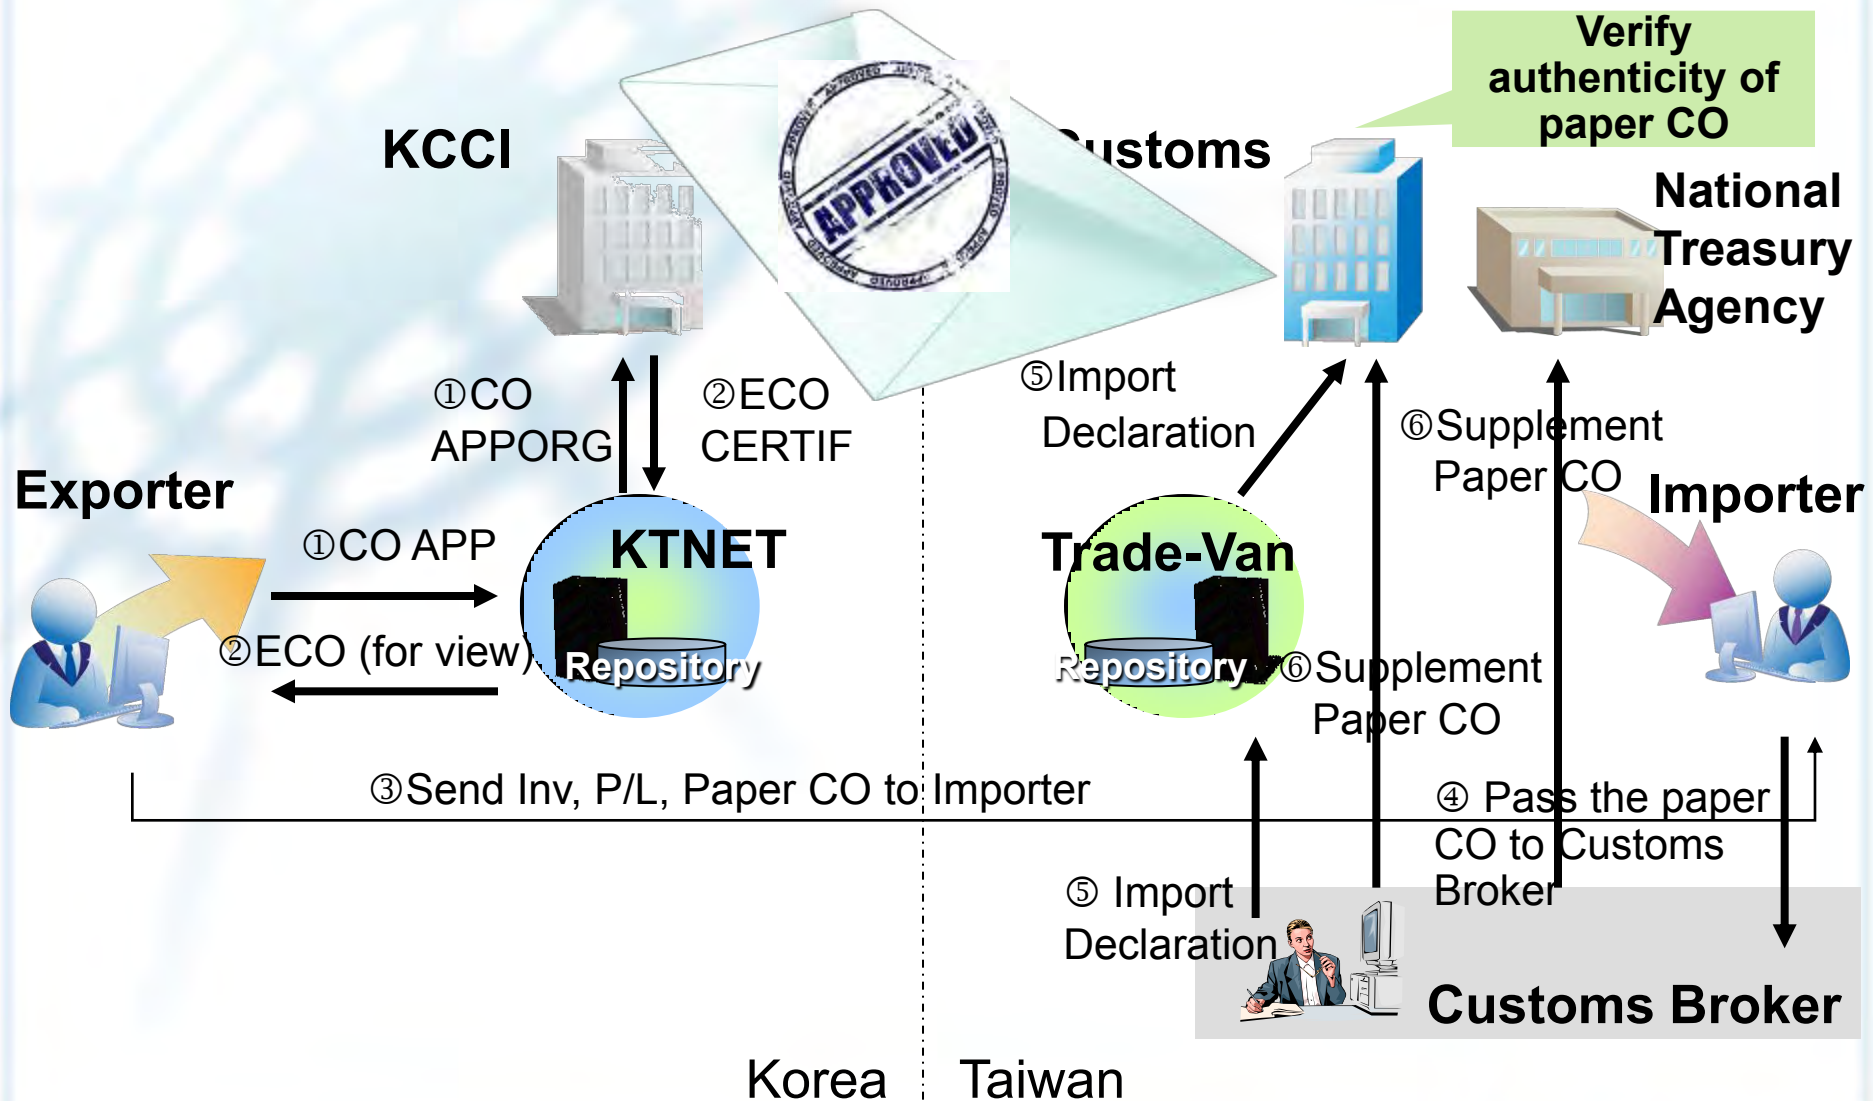 Verify
authenticity of
paper CO
KCCI
ustoms
National
Treasury
Agency
APPROVED
①CO
APPORG
②ECO
CERTIF
⑤Import
Declaration
⑥Supplement
Paper CO
Exporter
Importer
①CO APP
KTNET
Trade-Van
②ECO (for view)
Repository
Repository
⑥Supplement
Paper CO
③Send Inv, P/L, Paper CO to Importer
④ Pass the paper
CO to Customs
Broker
⑤ Import
Declaration
Customs Broker
Korea
Taiwan